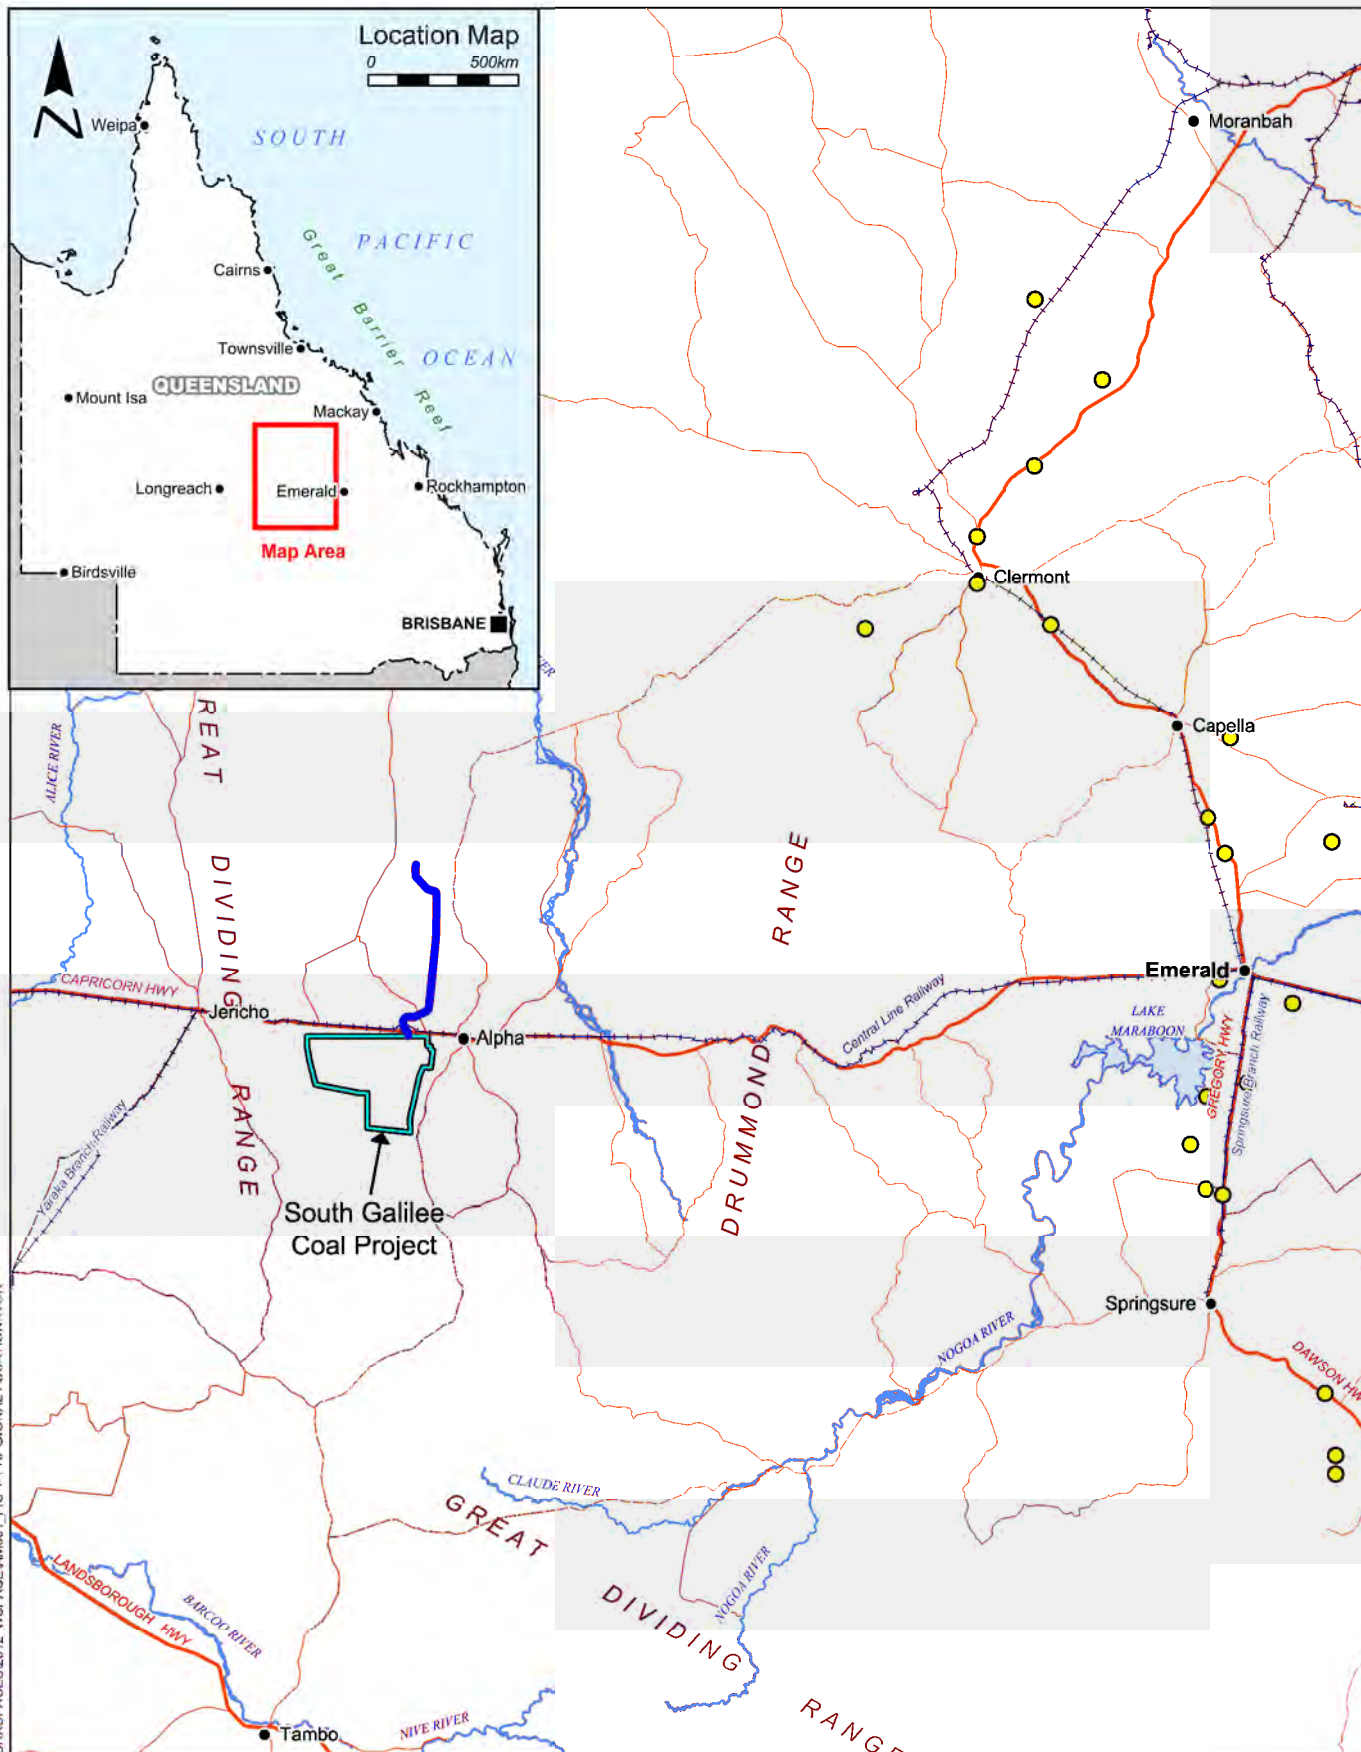 Location Map
0 500km
N
Weipa
SOUTH
PACIFIC
OCEAN
Great Barrier Reef
Cairns
Townsville
QUEENSLAND
Mount Isa
Mackay
Longreach
Emerald
Rockhampton
Map Area
Birdsville
BRISBANE
Moranbah
Clermont
Capella
ALICE RIVER
REAT
DIVIDING
RANGE
RANGE
DRUMMOND
CAPRICORN HWY
Jericho
Alpha
Central Line Railway
Emerald
LAKE
MARABOON
GREGORY HWY
Springsure Branch Railway
Yaraka Branch Railway
South Galilee
Coal Project
Springsure
NOGOA RIVER
DAWSON HW
CLAUDE RIVER
GREAT
DIVIDING
RANGE
NOGOA RIVER
LANDSBOROUGH HWY
BARCOO RIVER
Tambo
NIVE RIVER